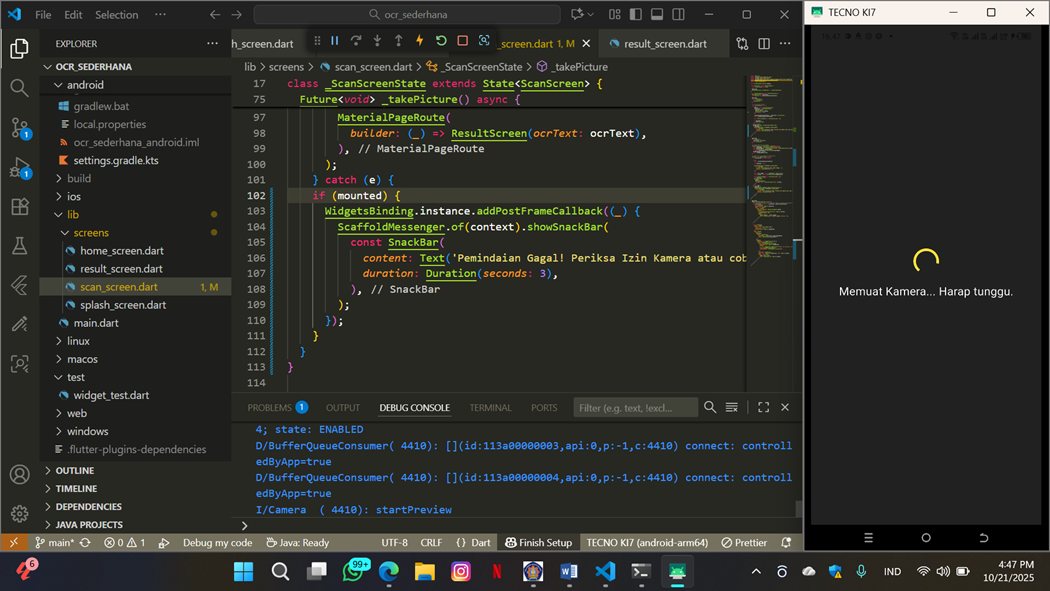 File Edit Selection ··· ocr_sederhana
EXPLORER ···
OCR_SEDERHANA
android
gradlew.bat
local.properties
ocr_sederhana_android.iml
settings.gradle.kts
build
ios
lib
screens
home_screen.dart
result_screen.dart
scan_screen.dart 1, M
splash_screen.dart
main.dart
linux
macos
test
widget_test.dart
web
windows
.flutter-plugins-dependencies
OUTLINE
TIMELINE
DEPENDENCIES
JAVA PROJECTS
1
1
h_screen.dart _screen.dart 1, M result_screen.dart
lib > screens > scan_screen.dart > _ScanScreenState > _takePicture
17 class _ScanScreenState extends State<ScanScreen> {
75 Future<void> _takePicture() async {
97 MaterialPageRoute(
98 builder: (_) => ResultScreen(ocrText: ocrText),
99 ), // MaterialPageRoute
100 );
101 } catch (e) {
102 if (mounted) {
103 WidgetsBinding.instance.addPostFrameCallback((_) {
104 ScaffoldMessenger.of(context).showSnackBar(
105 const SnackBar(
106 content: Text('Pemindaian Gagal! Periksa Izin Kamera atau cob
107 duration: Duration(seconds: 3),
108 ), // SnackBar
109 );
110 });
111 }
112 }
113 }
114
PROBLEMS 1 OUTPUT DEBUG CONSOLE TERMINAL PORTS Filter (e.g. text, !excl...
4; state: ENABLED
D/BufferQueueConsumer( 4410): [](id:113a00000003,api:0,p:-1,c:4410) connect: controll
edByApp=true
D/BufferQueueConsumer( 4410): [](id:113a00000004,api:0,p:-1,c:4410) connect: controll
edByApp=true
I/Camera ( 4410): startPreview
>
main* 0 1 Debug my code Java: Ready UTF-8 CRLF {} Dart Finish Setup TECNO KI7 (android-arm64) Prettier
TECNO KI7
Memuat Kamera... Harap tunggu.
6 99+ IND 4:47 PM
10/21/2025